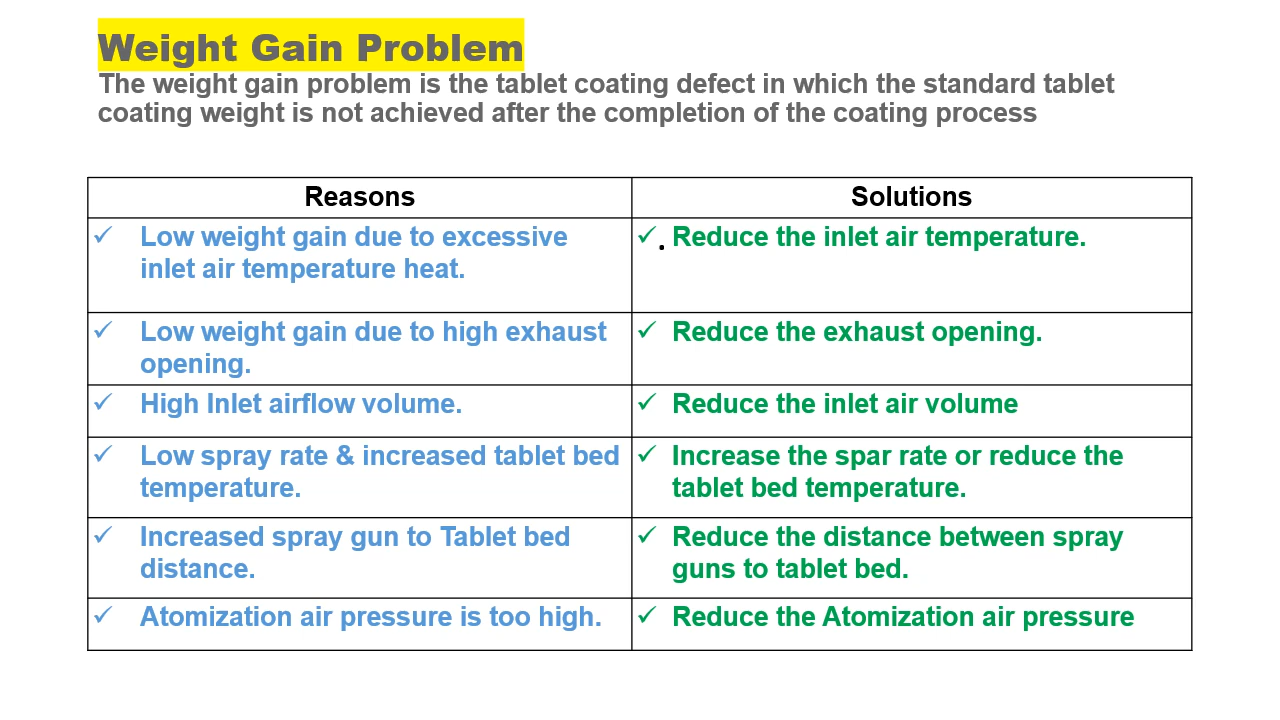 Weight Gain Problem
The weight gain problem is the tablet coating defect in which the standard tablet
coating weight is not achieved after the completion of the coating process
Reasons
Solutions
✓ Low weight gain due to excessive
inlet air temperature heat.
✓ . Reduce the inlet air temperature.
✓ Low weight gain due to high exhaust
opening.
✓ Reduce the exhaust opening.
✓ High Inlet airflow volume.
✓ Reduce the inlet air volume
✓ Low spray rate & increased tablet bed
temperature.
✓ Increase the spar rate or reduce the
tablet bed temperature.
✓ Increased spray gun to Tablet bed
distance.
✓ Reduce the distance between spray
guns to tablet bed.
✓ Atomization air pressure is too high.
✓ Reduce the Atomization air pressure